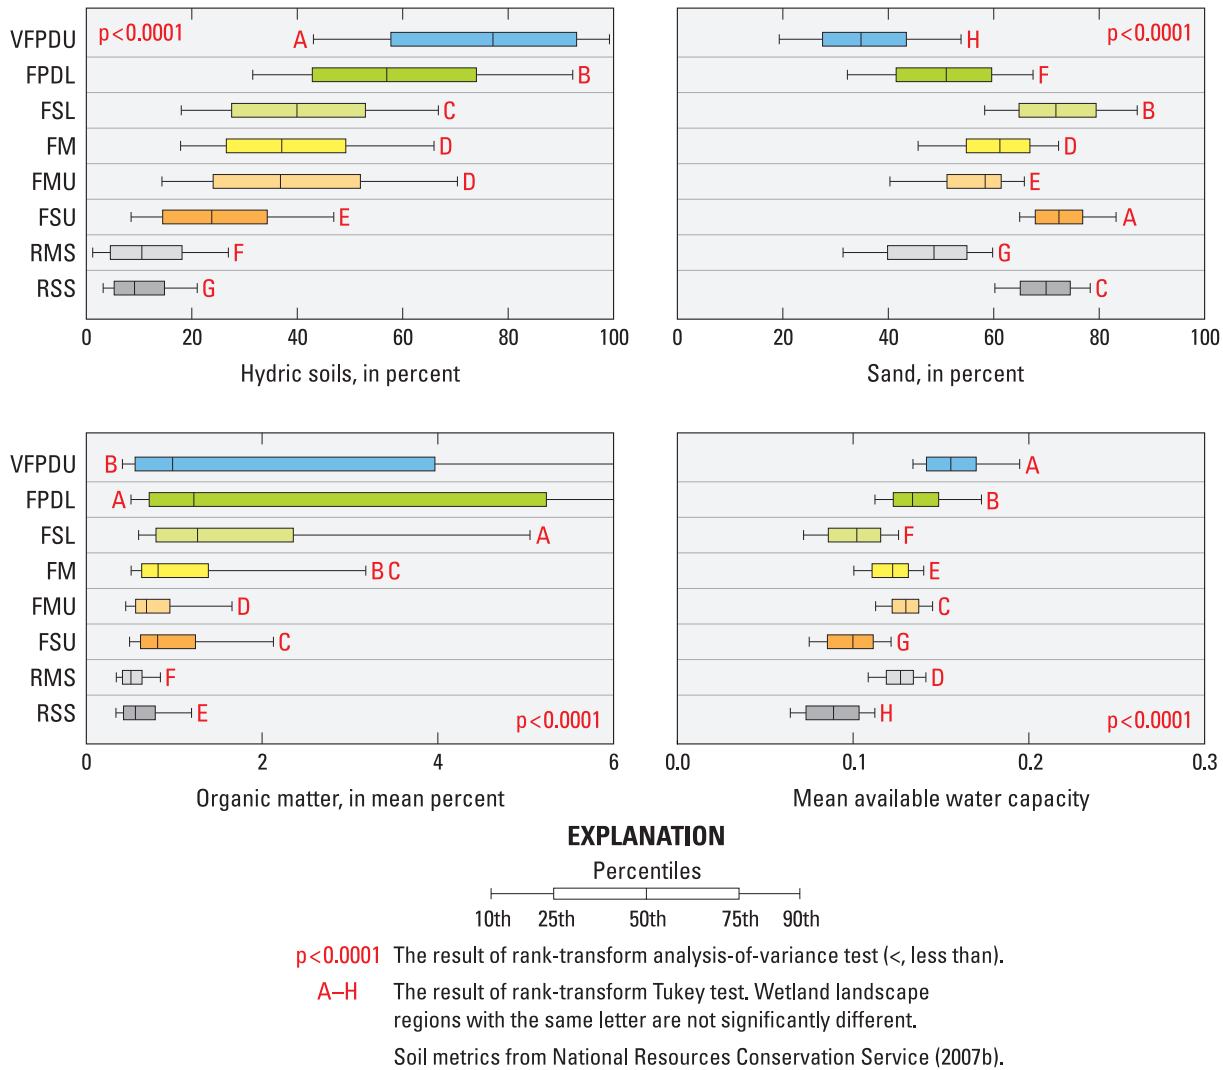 p<0.0001
VFPDU A
FPDL B
FSL C
FM D
FMU D
FSU E
RMS F
RSS G
0 20 40 60 80 100
Hydric soils, in percent
p<0.0001
H
F
B
D
E
A
G
C
0 20 40 60 80 100
Sand, in percent
VFPDU B
FPDL A
FSL A
FM B C
FMU D
FSU C
RMS F
RSS E
p<0.0001
0 2 4 6
Organic matter, in mean percent
A
B
F
E
C
G
D
H
p<0.0001
0.0 0.1 0.2 0.3
Mean available water capacity
EXPLANATION
Percentiles
10th 25th 50th 75th 90th
p<0.0001 The result of rank-transform analysis-of-variance test (<, less than).
A–H The result of rank-transform Tukey test. Wetland landscape
regions with the same letter are not significantly different.
Soil metrics from National Resources Conservation Service (2007b).